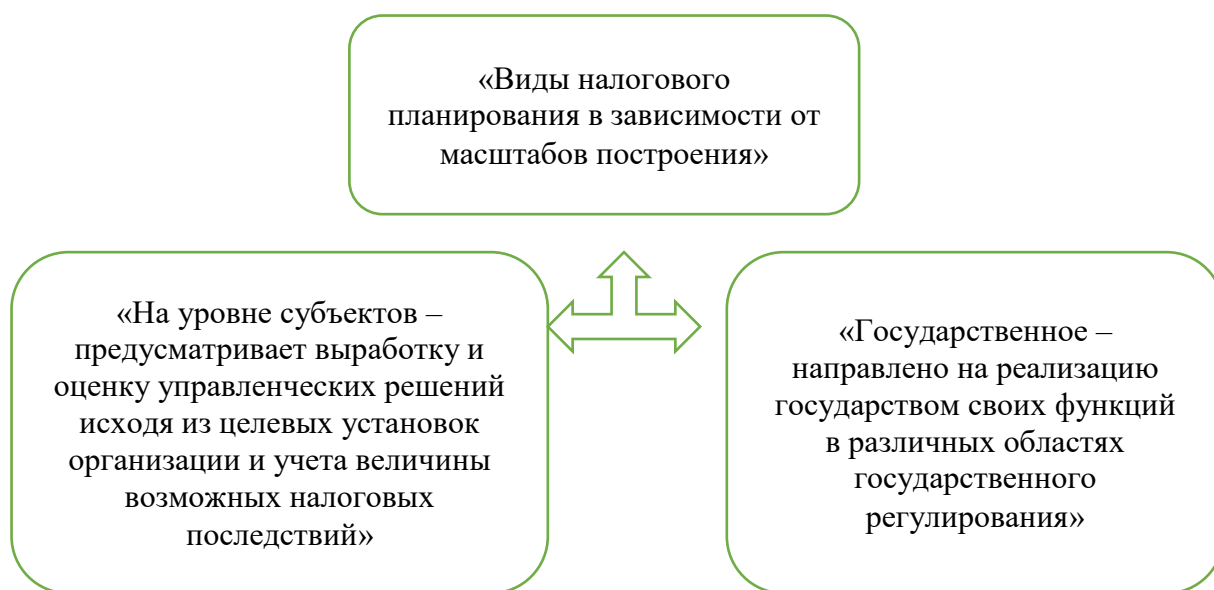 «Виды налогового
планирования в зависимости от
масштабов построения»
«На уровне субъектов –
предусматривает выработку и
оценку управленческих решений
исходя из целевых установок
организации и учета величины
возможных налоговых
последствий»
«Государственное –
направлено на реализацию
государством своих функций
в различных областях
государственного
регулирования»